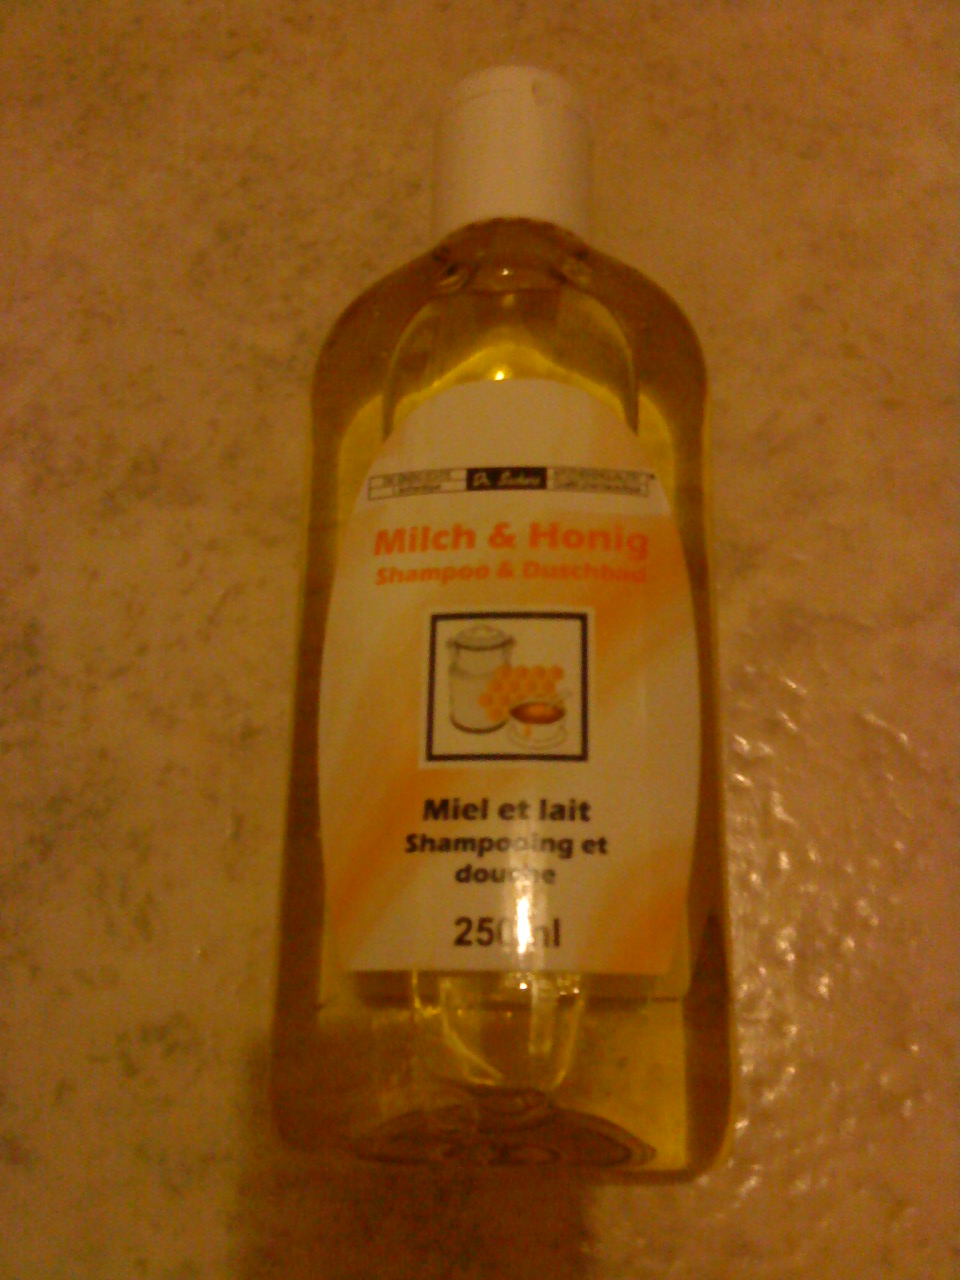 Milch & Honig
Shampoo & Duschbad
Miel et lait
Shampooing et
douche
250ml